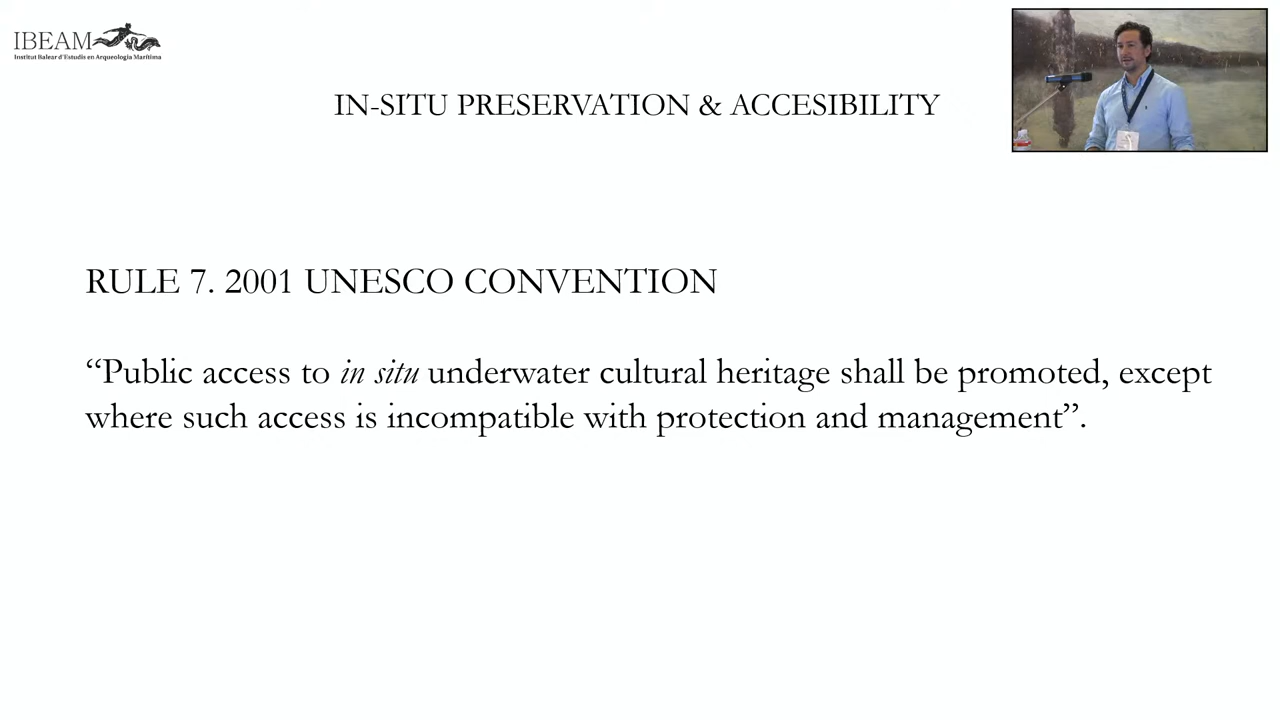 IBEAM
Institut Balear d'Estudis en Arqueologia Marítima
IN-SITU PRESERVATION & ACCESIBILITY
RULE 7. 2001 UNESCO CONVENTION
“Public access to in situ underwater cultural heritage shall be promoted, except
where such access is incompatible with protection and management”.